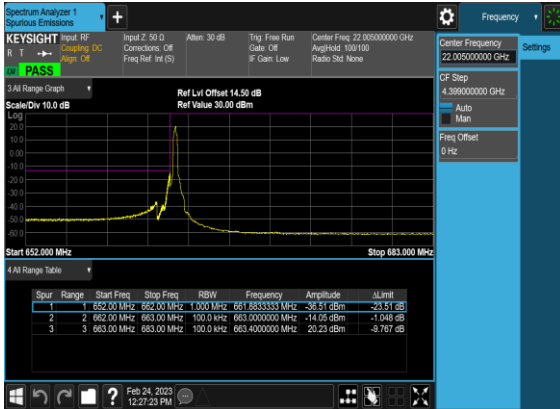 Spectrum Analyzer 1
Spurious Emissions
+
Frequency
KEYSIGHT Input: RF Input Z: 50 Ω Atten: 30 dB Trig: Free Run Center Freq: 22.005000000 GHz
R T Coupling: DC Corrections: Off Gate: Off Avg|Hold: 100/100
Align: Off Freq Ref: Int (S) IF Gain: Low Radio Std: None
PASS
Center Frequency
22.005000000 GHz
Settings
CF Step
4.399000000 GHz
Auto
Man
Freq Offset
0 Hz
3 All Range Graph
Ref Lvl Offset 14.50 dB
Scale/Div 10.0 dB Ref Value 30.00 dBm
Log
20.0
10.0
0.00
-10.0
-20.0
-30.0
-40.0
-50.0
-60.0
Start 652.000 MHz Stop 683.000 MHz
4 All Range Table
Spur Range Start Freq Stop Freq RBW Frequency Amplitude ΔLimit
1 1 652.00 MHz 662.00 MHz 1.000 MHz 661.8833333 MHz -36.51 dBm -23.51 dB
2 2 662.00 MHz 663.00 MHz 100.0 kHz 663.0000000 MHz -14.05 dBm -1.048 dB
3 3 663.00 MHz 683.00 MHz 100.0 kHz 663.4000000 MHz 20.23 dBm -9.767 dB
?
Feb 24, 2023
12:27:23 PM